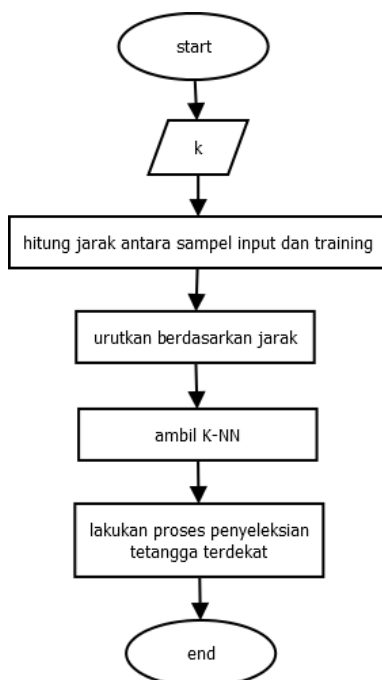 start
k
hitung jarak antara sampel input dan training
urutkan berdasarkan jarak
ambil K-NN
lakukan proses penyeleksian
tetangga terdekat
end